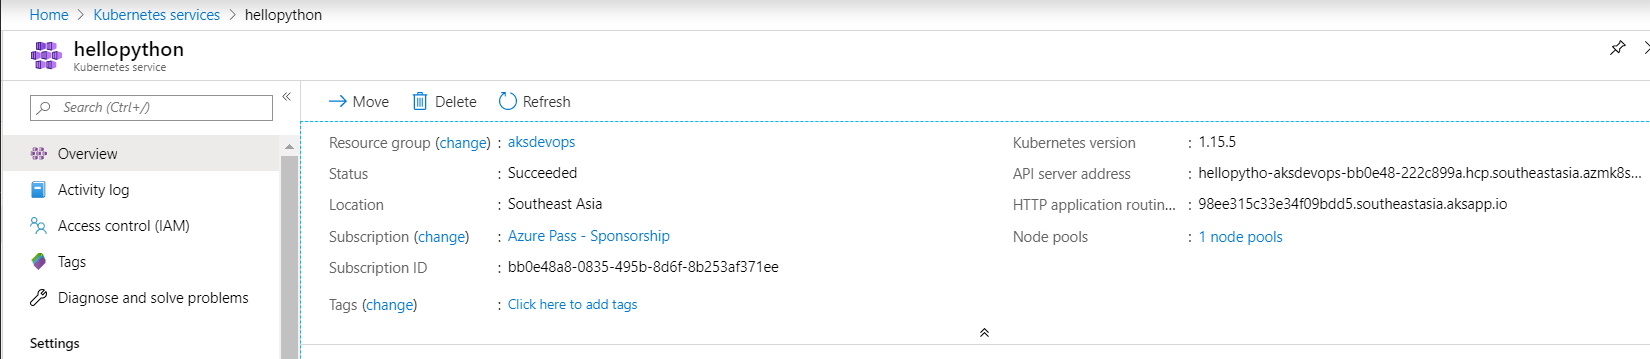 Home > Kubernetes services > hellopython
hellopython
Kubernetes service
Search (Ctrl+/)
«
Move Delete Refresh
Overview
Activity log
Access control (IAM)
Tags
Diagnose and solve problems
Settings
Resource group (change) : aksdevops
Status : Succeeded
Location : Southeast Asia
Subscription (change) : Azure Pass - Sponsorship
Subscription ID : bb0e48a8-0835-495b-8d6f-8b253af371ee
Tags (change) : Click here to add tags
Kubernetes version : 1.15.5
API server address : hellopytho-aksdevops-bb0e48-222c899a.hcp.southeastasia.azmk8s...
HTTP application routin... : 98ee315c33e34f09bdd5.southeastasia.aksapp.io
Node pools : 1 node pools